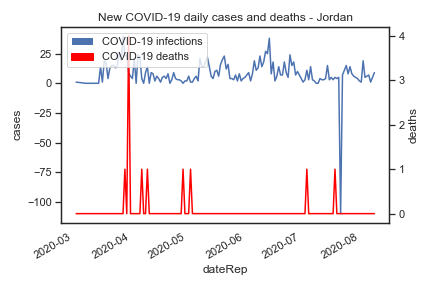 New COVID-19 daily cases and deaths - Jordan
COVID-19 infections
COVID-19 deaths
25
0
−25
−50
−75
−100
cases
4
3
2
1
0
deaths
2020-03
2020-04
2020-05
2020-06
2020-07
2020-08
dateRep